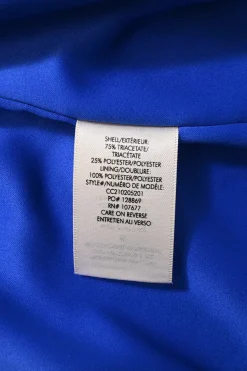 SHELL/EXTÉRIEUR:
75% TRIACETATE/
TRIACÉTATE
25% POLYESTER/POLYESTER
LINING/DOUBLURE:
100% POLYESTER/POLYESTER
STYLE#/NUMÉRO DE MODÈLE:
CC210205201
PO# 128869
RN# 107677
CARE ON REVERSE
ENTRETIEN AU VERSO